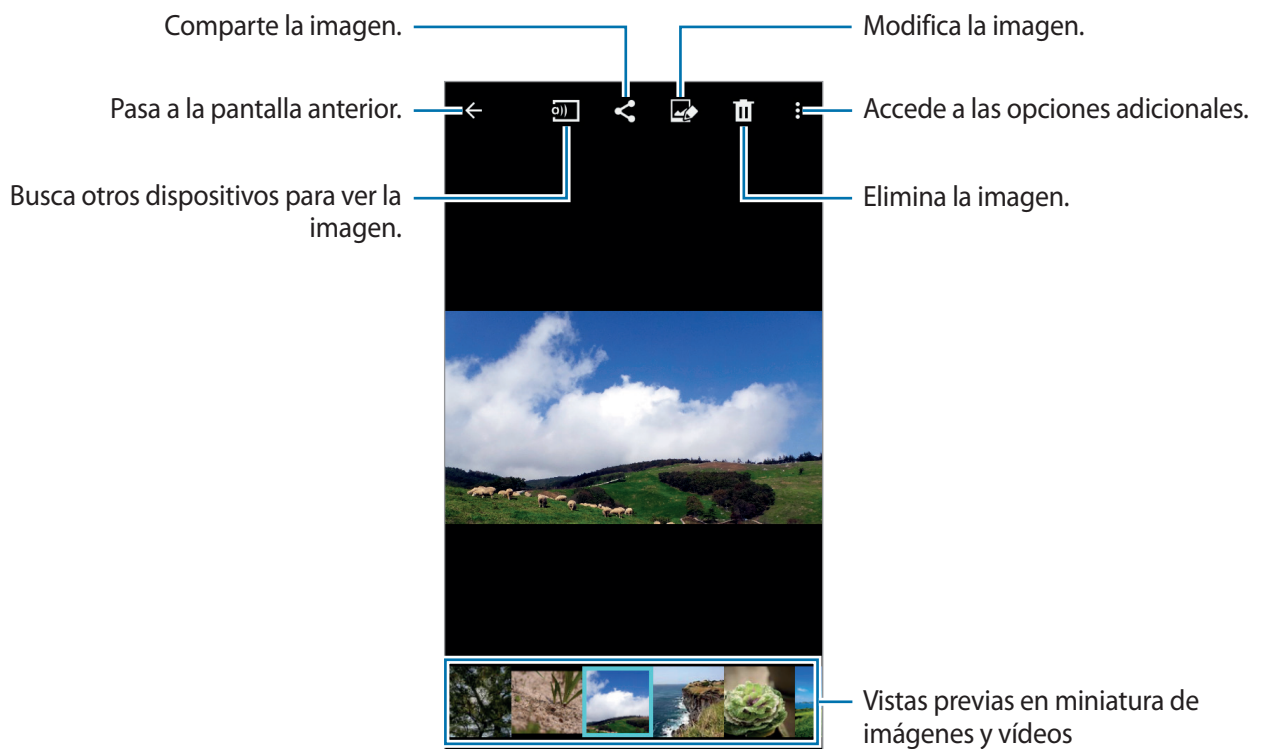 Comparte la imagen.
Modifica la imagen.
Pasa a la pantalla anterior.
Accede a las opciones adicionales.
Busca otros dispositivos para ver la
imagen.
Elimina la imagen.
Vistas previas en miniatura de
imágenes y vídeos